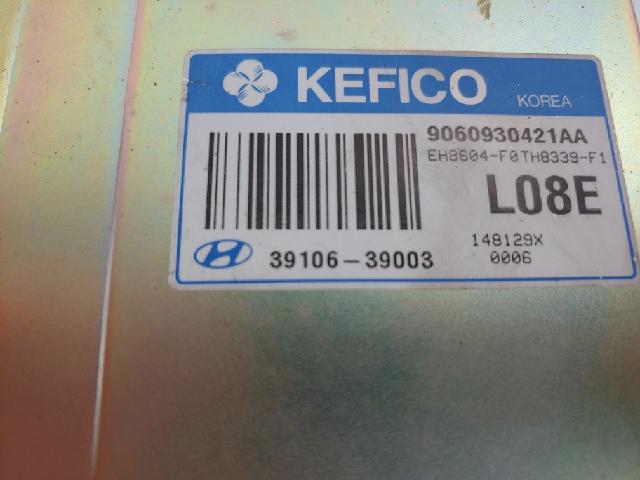 KEFICO
KOREA
9060930421AA
EH8604-F0TH8339-F1
L08E
148129X
0006
39106-39003